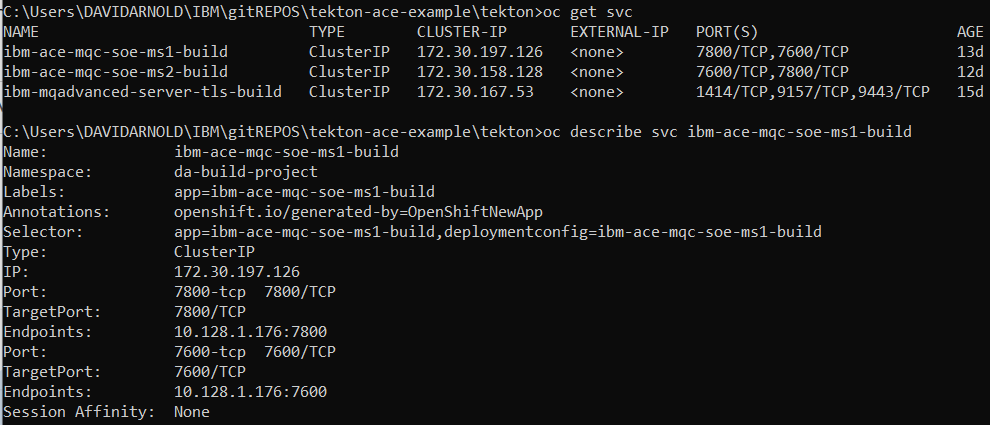 C:\Users\DAVIDARNOLD\IBM\gitREPOS\tekton-ace-example\tekton>oc get svc
NAME                             TYPE        CLUSTER-IP       EXTERNAL-IP   PORT(S)                      AGE
ibm-ace-mqc-soe-ms1-build        ClusterIP   172.30.197.126   <none>        7800/TCP,7600/TCP            13d
ibm-ace-mqc-soe-ms2-build        ClusterIP   172.30.158.128   <none>        7600/TCP,7800/TCP            12d
ibm-mqadvanced-server-tls-build  ClusterIP   172.30.167.53    <none>        1414/TCP,9157/TCP,9443/TCP   15d
C:\Users\DAVIDARNOLD\IBM\gitREPOS\tekton-ace-example\tekton>oc describe svc ibm-ace-mqc-soe-ms1-build
Name:              ibm-ace-mqc-soe-ms1-build
Namespace:         da-build-project
Labels:            app=ibm-ace-mqc-soe-ms1-build
Annotations:       openshift.io/generated-by=OpenShiftNewApp
Selector:          app=ibm-ace-mqc-soe-ms1-build,deploymentconfig=ibm-ace-mqc-soe-ms1-build
Type:              ClusterIP
IP:                172.30.197.126
Port:              7800-tcp  7800/TCP
TargetPort:        7800/TCP
Endpoints:         10.128.1.176:7800
Port:              7600-tcp  7600/TCP
TargetPort:        7600/TCP
Endpoints:         10.128.1.176:7600
Session Affinity:  None